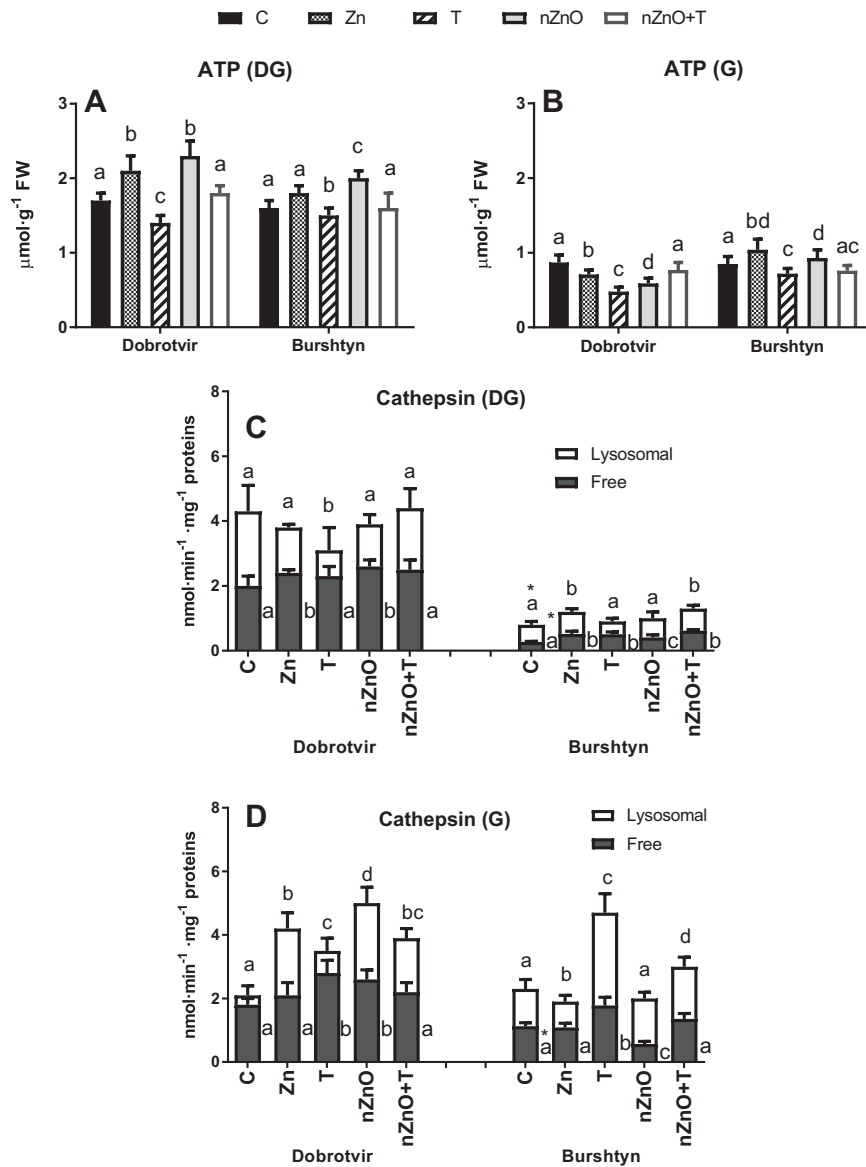 C Zn T nZnO nZnO+T
ATP (DG)
A
3
2
1
0
μmol·g-1 FW
a b c b a
a a b c a
Dobrotvir Burshtyn
ATP (G)
B
3
2
1
0
μmol·g-1 FW
a b c d a
a bd c d ac
Dobrotvir Burshtyn
Cathepsin (DG)
C
8
6
4
2
0
nmol·min-1 ·mg-1 proteins
Lysosomal
Free
a a b a a
* a b a a b
a b a b a
* a b b c b
C Zn T nZnO nZnO+T
C Zn T nZnO nZnO+T
Dobrotvir Burshtyn
Cathepsin (G)
D
8
6
4
2
0
nmol·min-1 ·mg-1 proteins
Lysosomal
Free
a b c d bc
a b c a d
a a b b a
* a a b c a
C Zn T nZnO nZnO+T
C Zn T nZnO nZnO+T
Dobrotvir Burshtyn